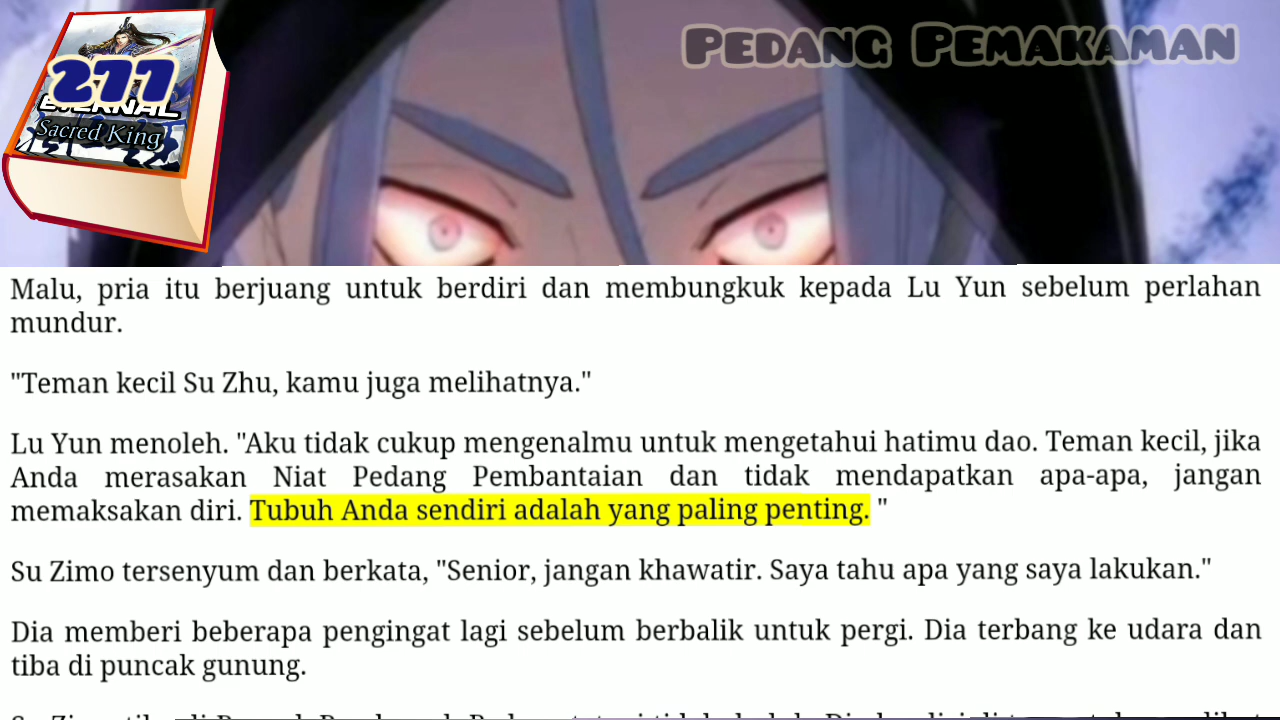 277
ETERNAL
Sacred King
PEDANG PEMAKAMAN
Malu, pria itu berjuang untuk berdiri dan membungkuk kepada Lu Yun sebelum perlahan
mundur.
"Teman kecil Su Zhu, kamu juga melihatnya."
Lu Yun menoleh. "Aku tidak cukup mengenalmu untuk mengetahui hatimu dao. Teman kecil, jika
Anda merasakan Niat Pedang Pembantaian dan tidak mendapatkan apa-apa, jangan
memaksakan diri. Tubuh Anda sendiri adalah yang paling penting. "
Su Zimo tersenyum dan berkata, "Senior, jangan khawatir. Saya tahu apa yang saya lakukan."
Dia memberi beberapa pengingat lagi sebelum berbalik untuk pergi. Dia terbang ke udara dan
tiba di puncak gunung.